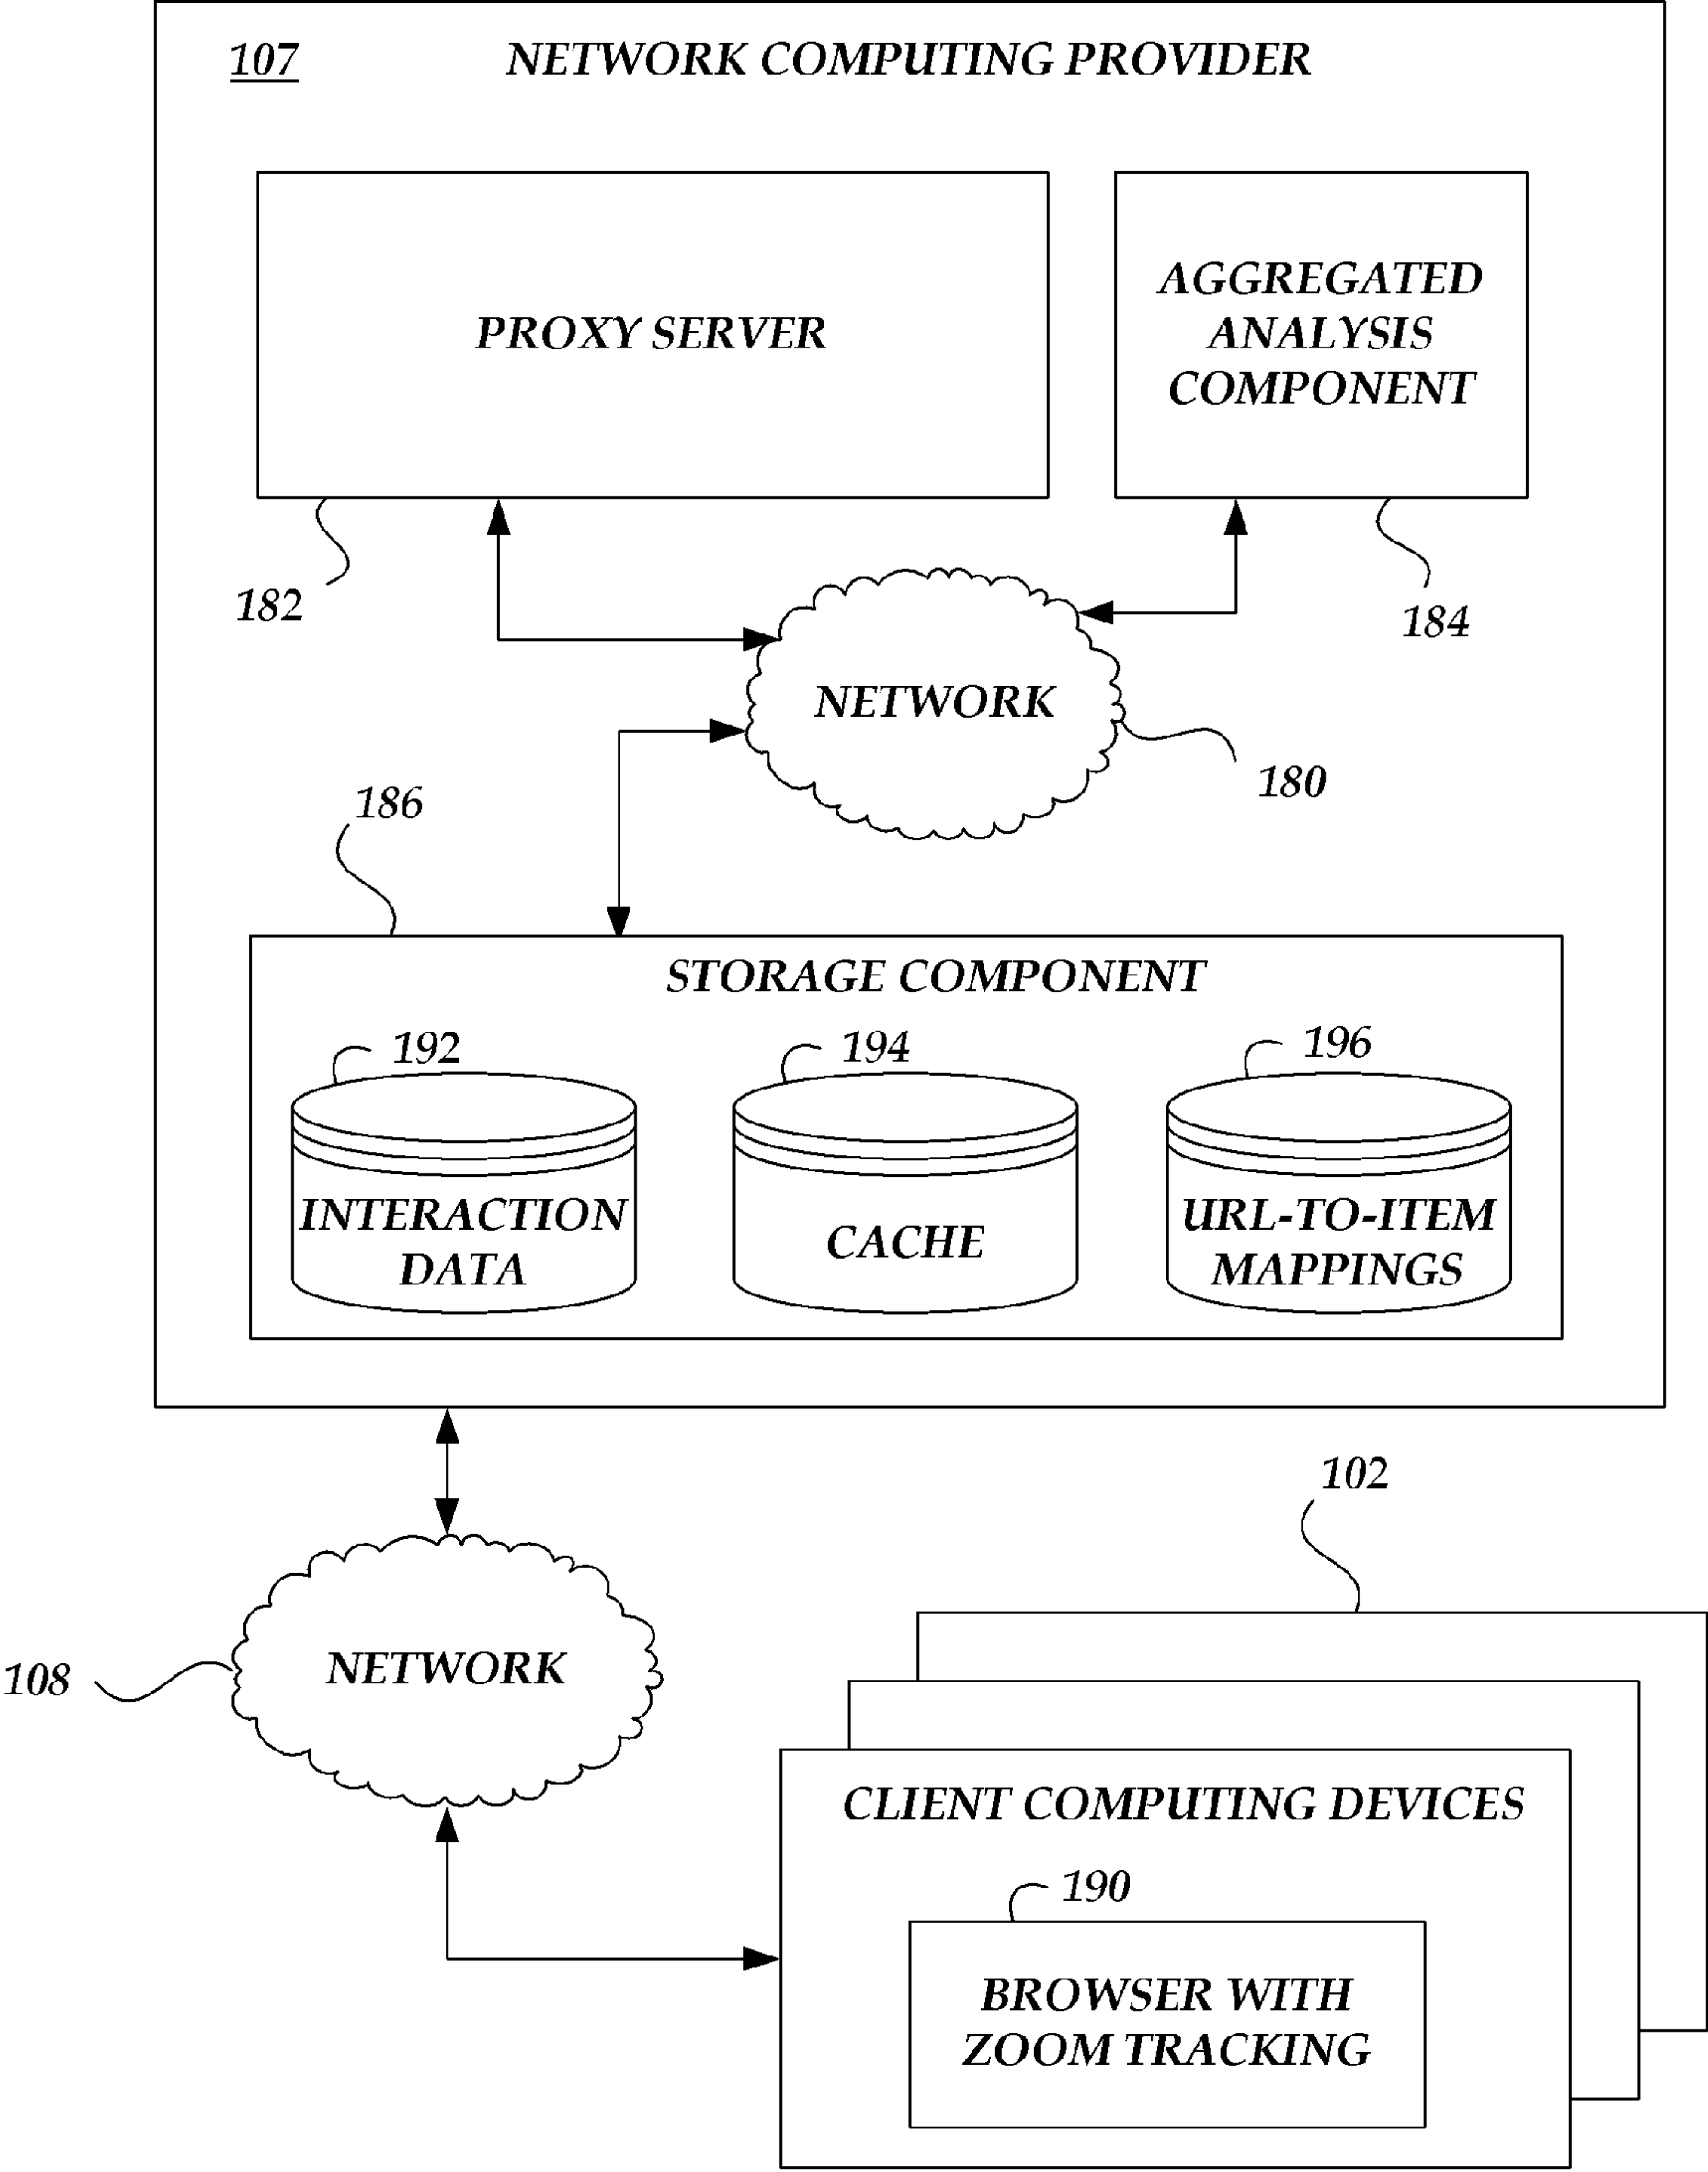 107 NETWORK COMPUTING PROVIDER
PROXY SERVER
AGGREGATED
ANALYSIS
COMPONENT
182
184
NETWORK
180
186
STORAGE COMPONENT
192
194
196
INTERACTION
DATA
CACHE
URL-TO-ITEM
MAPPINGS
102
NETWORK
108
CLIENT COMPUTING DEVICES
190
BROWSER WITH
ZOOM TRACKING